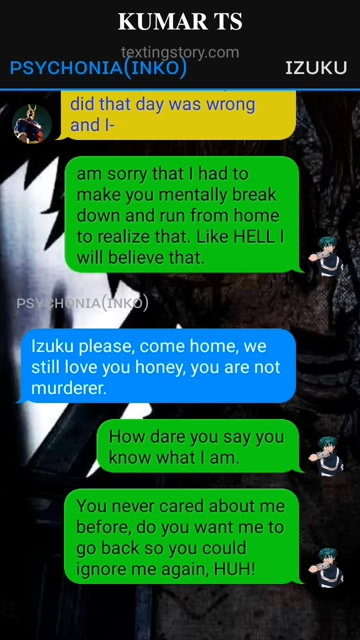 KUMAR TS
textingstory.com
PSYCHONIA(INKO) IZUKU
did that day was wrong
and I-
am sorry that I had to
make you mentally break
down and run from home
to realize that. Like HELL I
will believe that.
PSYCHONIA(INKO)
Izuku please, come home, we
still love you honey, you are not
murderer.
How dare you say you
know what I am.
You never cared about me
before, do you want me to
go back so you could
ignore me again, HUH!